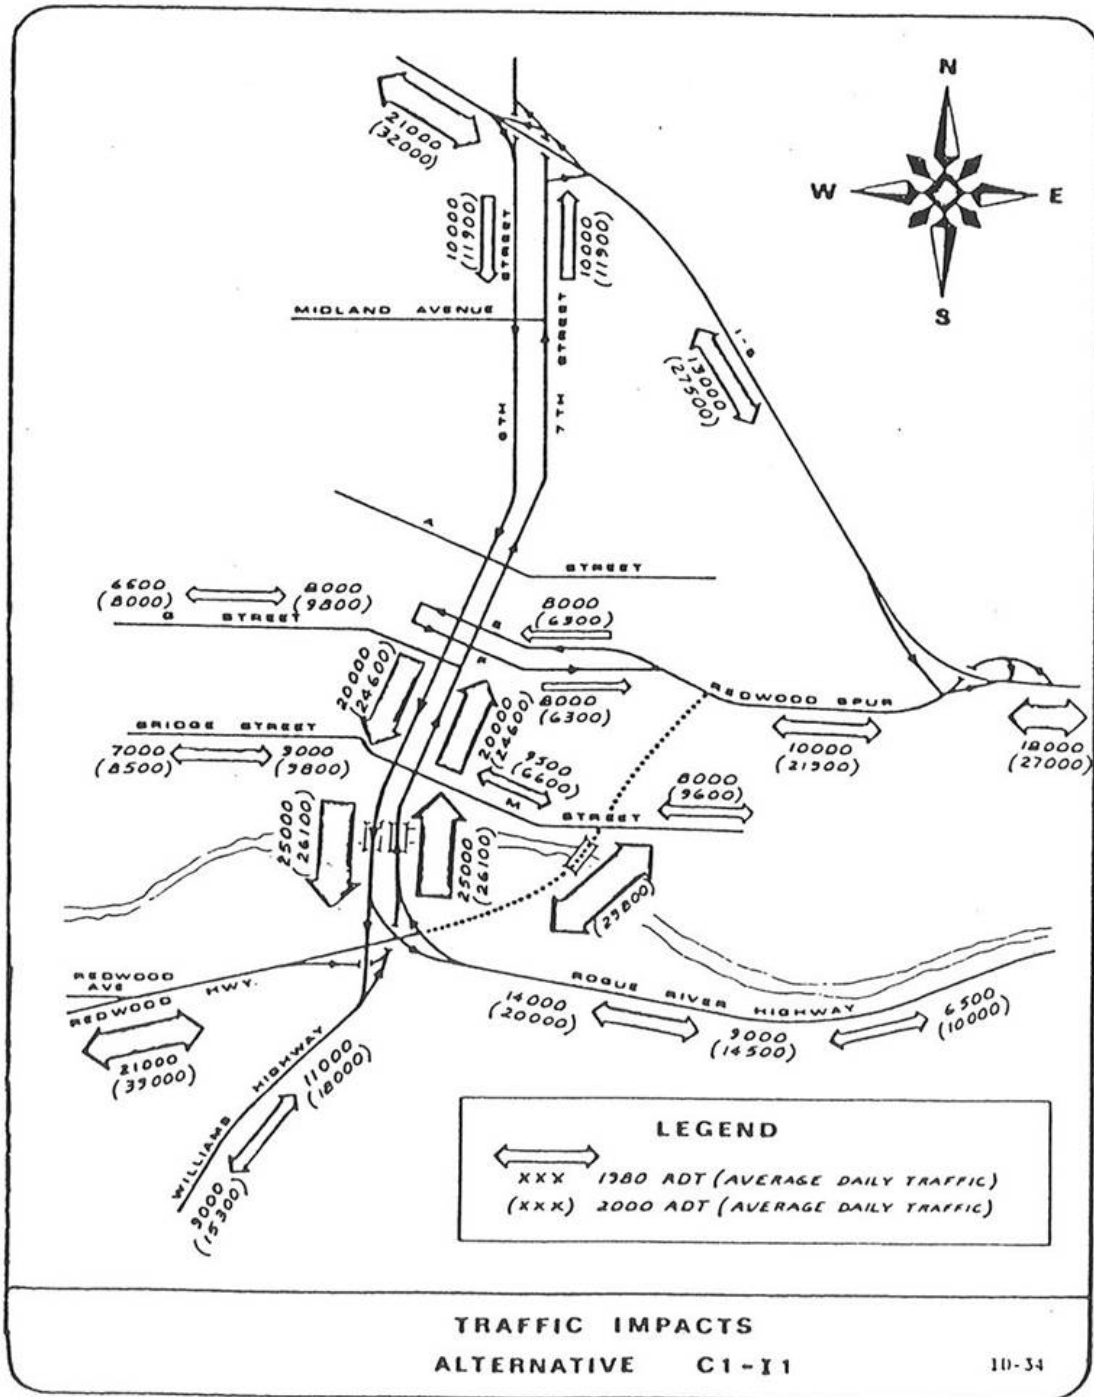 N
W E
S
21000
(32000)
10000
(11900)
6TH STREET
7TH STREET
10000
(11900)
MIDLAND AVENUE
I-5
13000
(27500)
A STREET
6600
(8000)
8000
(9800)
G STREET
8000
(6900)
E
F
8000
(6300)
REDWOOD SPUR
10000
(21900)
18000
(27000)
20000
(24600)
20000
(24600)
BRIDGE STREET
7000
(8500)
9000
(9800)
9500
(6600)
M STREET
8000
(9600)
25000
(26100)
25000
(26100)
(29800)
REDWOOD
AVE
REDWOOD HWY.
21000
(39000)
ROGUE RIVER HIGHWAY
14000
(20000)
9000
(14500)
6500
(10000)
WILLIAMS HIGHWAY
11000
(18000)
9000
(15300)
LEGEND
XXX 1980 ADT (AVERAGE DAILY TRAFFIC)
(XXX) 2000 ADT (AVERAGE DAILY TRAFFIC)
TRAFFIC IMPACTS
ALTERNATIVE C1-I1
10-34